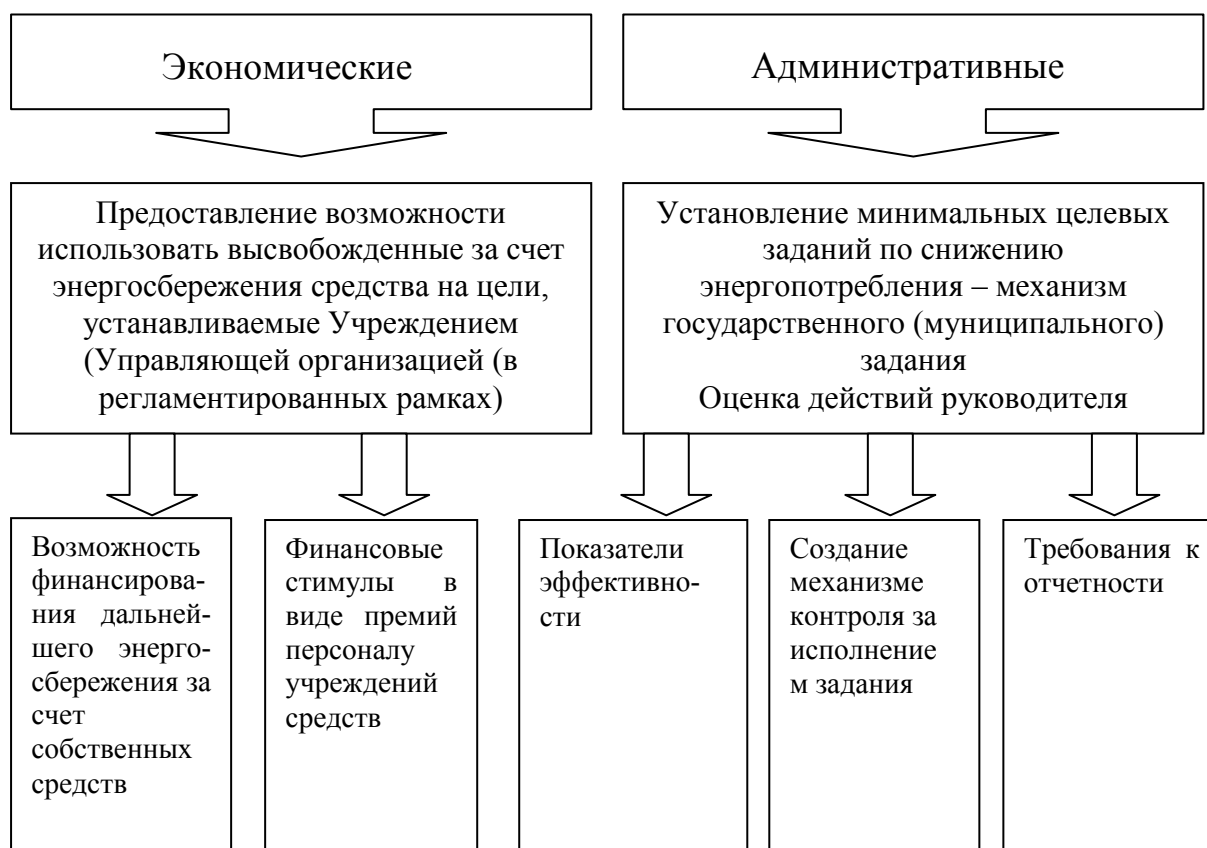 Экономические
Административные
Предоставление возможности
использовать высвобожденные за счет
энергосбережения средства на цели,
устанавливаемые Учреждением
(Управляющей организацией (в
регламентированных рамках)
Установление минимальных целевых
заданий по снижению
энергопотребления – механизм
государственного (муниципального)
задания
Оценка действий руководителя
Возможность
финансирова-
ния дальней-
шего энерго-
сбережения за
счет
собственных
средств
Финансовые
стимулы в
виде премий
персоналу
учреждений
средств
Показатели
эффективно-
сти
Создание
механизме
контроля за
исполнение
м задания
Требования к
отчетности